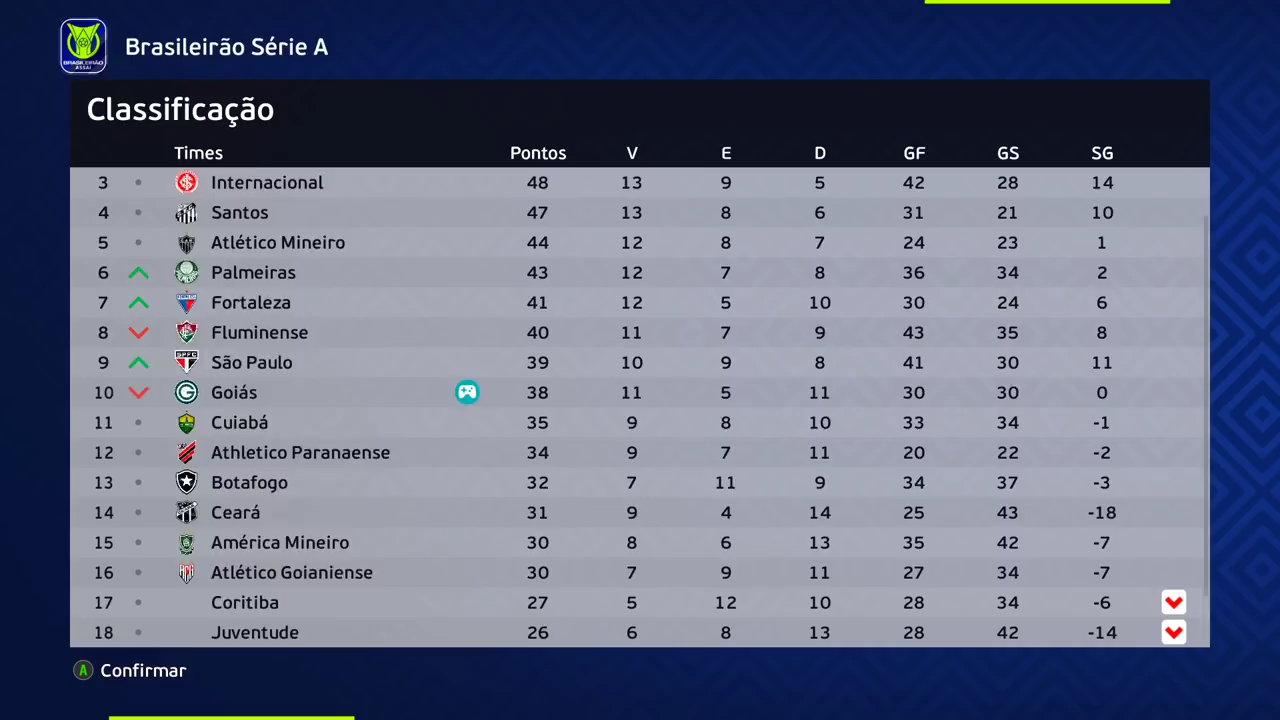 BRASILEIRÃO
ASSAÍ
Brasileirão Série A
Classificação
Times Pontos V E D GF GS SG
3 Internacional 48 13 9 5 42 28 14
4 Santos 47 13 8 6 31 21 10
5 Atlético Mineiro 44 12 8 7 24 23 1
6 Palmeiras 43 12 7 8 36 34 2
7 Fortaleza 41 12 5 10 30 24 6
8 Fluminense 40 11 7 9 43 35 8
SPFC
9 São Paulo 39 10 9 8 41 30 11
10 Goiás 38 11 5 11 30 30 0
11 Cuiabá 35 9 8 10 33 34 -1
12 Athletico Paranaense 34 9 7 11 20 22 -2
13 Botafogo 32 7 11 9 34 37 -3
14 Ceará 31 9 4 14 25 43 -18
15 América Mineiro 30 8 6 13 35 42 -7
16 Atlético Goianiense 30 7 9 11 27 34 -7
17 Coritiba 27 5 12 10 28 34 -6
18 Juventude 26 6 8 13 28 42 -14
A Confirmar